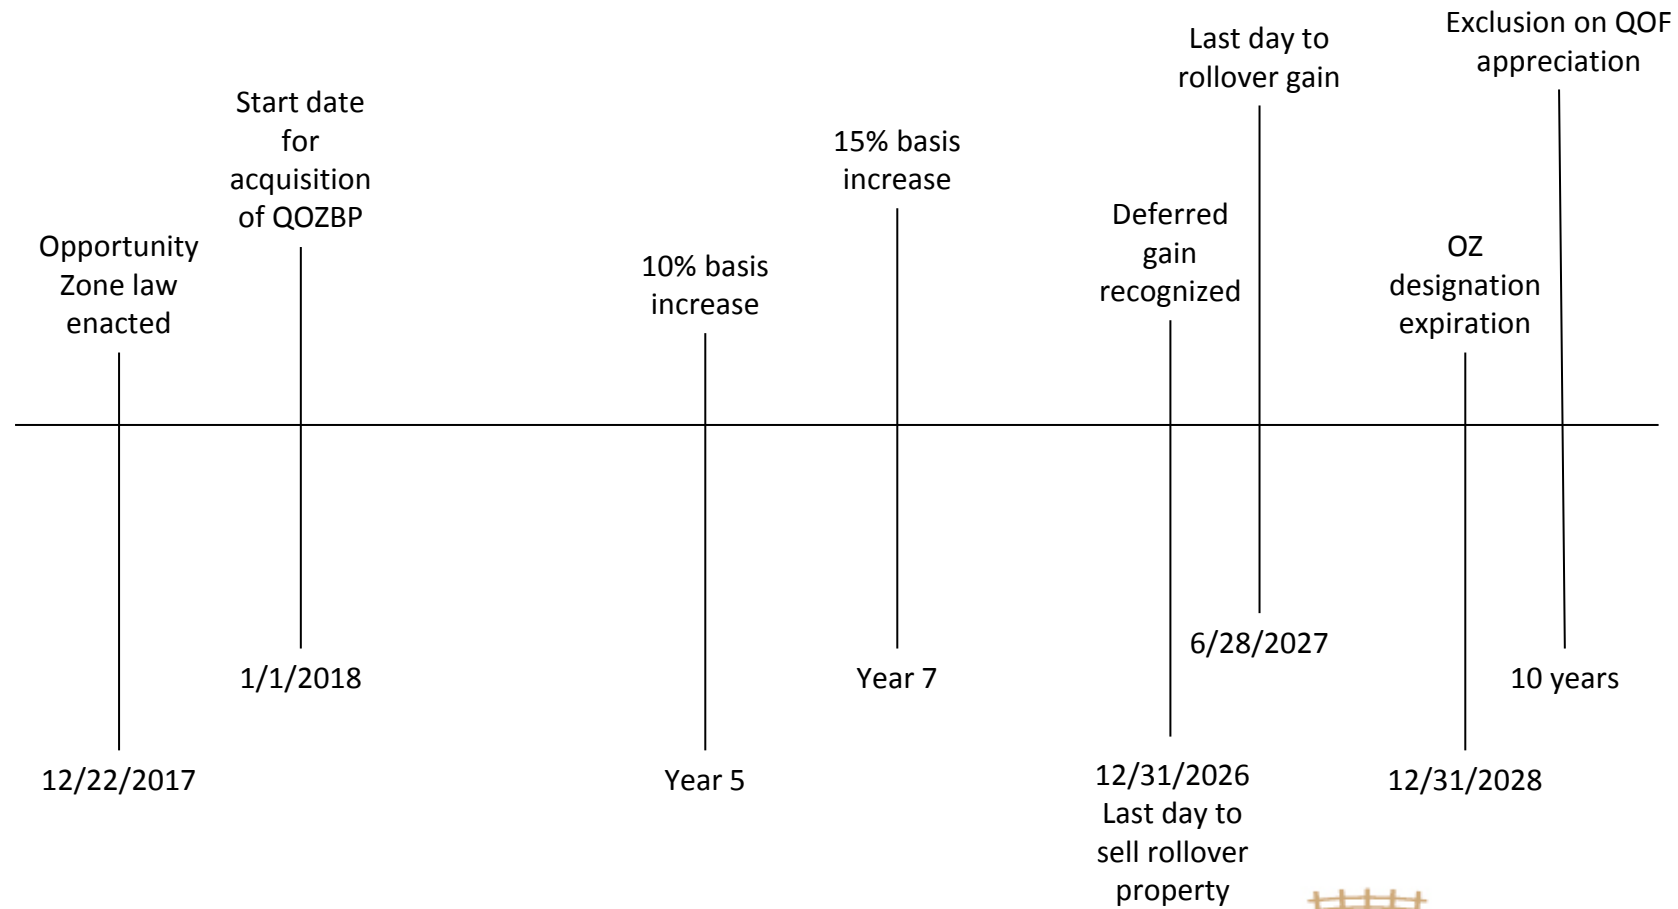 Opportunity
Zone law
enacted
12/22/2017
Start date
for
acquisition
of QOZBP
1/1/2018
10% basis
increase
Year 5
15% basis
increase
Year 7
Deferred
gain
recognized
12/31/2026
Last day to
sell rollover
property
Last day to
rollover gain
6/28/2027
OZ
designation
expiration
12/31/2028
Exclusion on QOF
appreciation
10 years